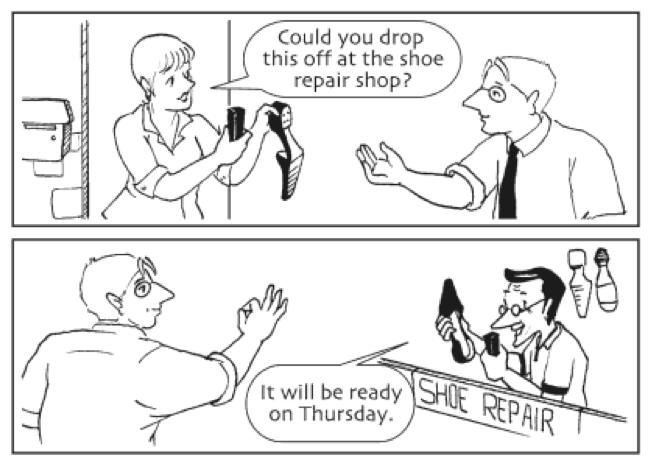 Could you drop
this off at the shoe
repair shop?
It will be ready
on Thursday.
SHOE REPAIR